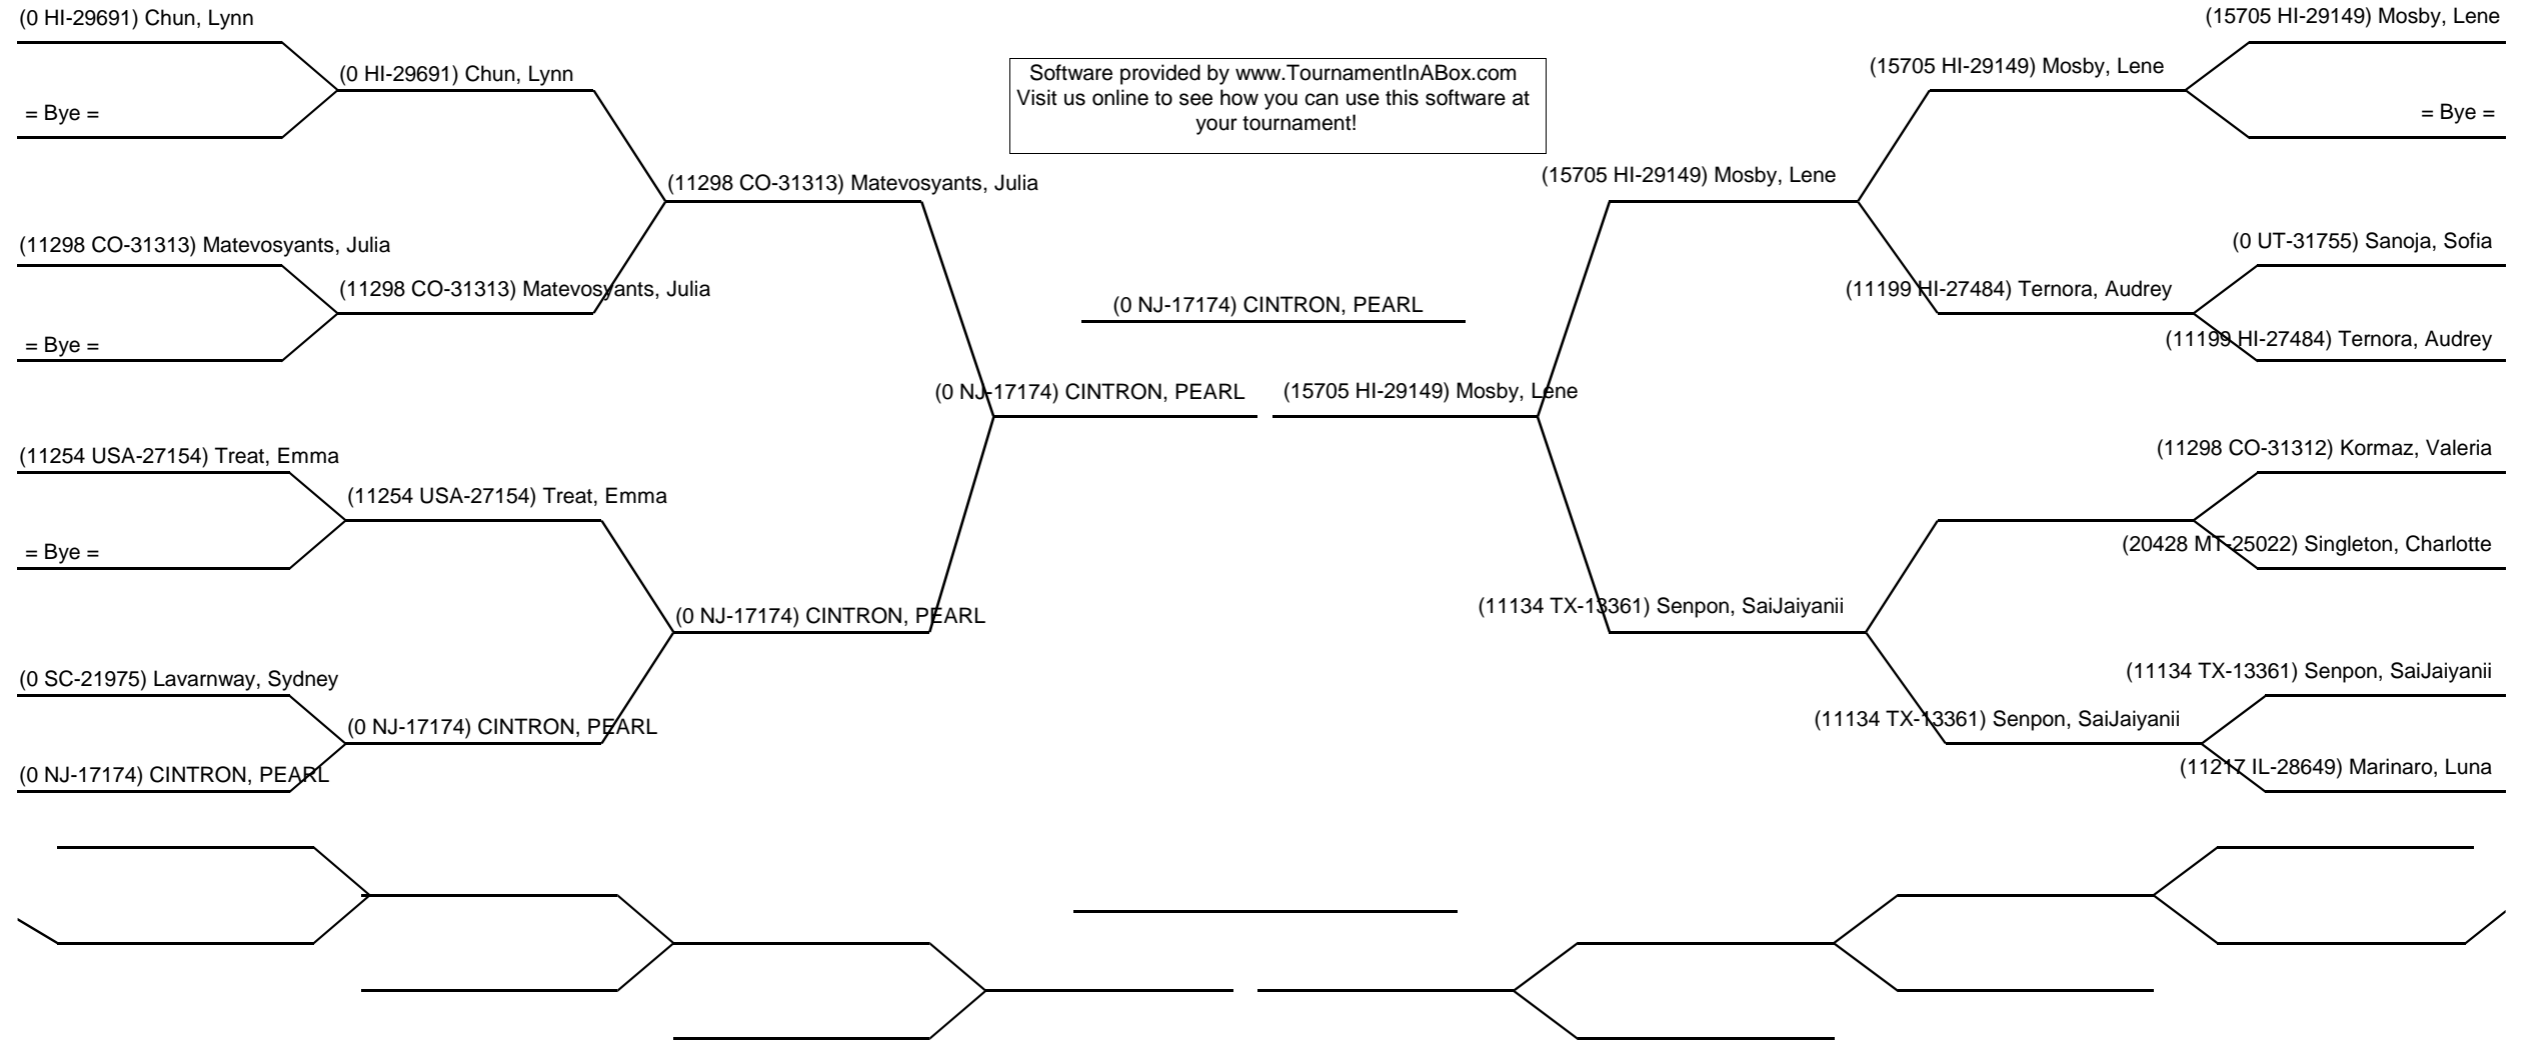 (0 HI-29691) Chun, Lynn
(15705 HI-29149) Mosby, Lene
(0 HI-29691) Chun, Lynn
Software provided by www.TournamentInABox.com
Visit us online to see how you can use this software at
your tournament!
(15705 HI-29149) Mosby, Lene
= Bye =
= Bye =
(11298 CO-31313) Matevosyants, Julia
(15705 HI-29149) Mosby, Lene
(11298 CO-31313) Matevosyants, Julia
(0 UT-31755) Sanoja, Sofia
(11298 CO-31313) Matevosyants, Julia
(0 NJ-17174) CINTRON, PEARL
(11199 HI-27484) Ternora, Audrey
= Bye =
(11199 HI-27484) Ternora, Audrey
(0 NJ-17174) CINTRON, PEARL
(15705 HI-29149) Mosby, Lene
(11254 USA-27154) Treat, Emma
(11298 CO-31312) Kormaz, Valeria
(11254 USA-27154) Treat, Emma
= Bye =
(20428 MT-25022) Singleton, Charlotte
(0 NJ-17174) CINTRON, PEARL
(11134 TX-13361) Senpon, SaiJaiyanii
(0 SC-21975) Lavarnway, Sydney
(11134 TX-13361) Senpon, SaiJaiyanii
(0 NJ-17174) CINTRON, PEARL
(11134 TX-13361) Senpon, SaiJaiyanii
(0 NJ-17174) CINTRON, PEARL
(11217 IL-28649) Marinaro, Luna